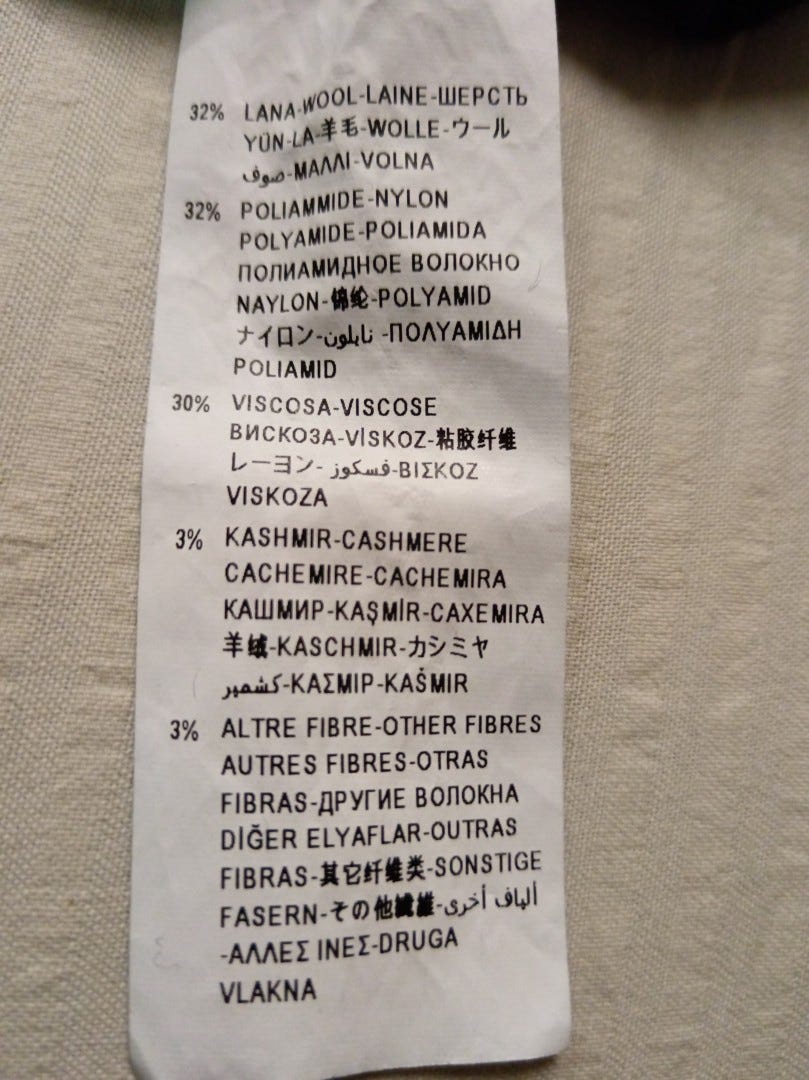 32% LANA-WOOL-LAINE-ШЕРСТЬ
YÜN-LA-羊毛-WOLLE-ウール
صوف-ΜΑΛΛΙ-VOLNA
32% POLIAMMIDE-NYLON
POLYAMIDE-POLIAMIDA
ПОЛИАМИДНОЕ ВОЛОКНО
NAYLON-锦纶-POLYAMID
ナイロン-نايلون -ΠΟΛΥΑΜΙΔΗ
POLIAMID
30% VISCOSA-VISCOSE
ВИСКОЗА-VİSKOZ-粘胶纤维
レーヨン-فسكوز-ΒΙΣΚΟΖ
VISKOZA
3% KASHMIR-CASHMERE
CACHEMIRE-CACHEMIRA
КАШМИР-KAŞMİR-CAXEMIRA
羊绒-KASCHMIR-カシミヤ
كشمير-ΚΑΣΜΙΡ-KAŠMIR
3% ALTRE FIBRE-OTHER FIBRES
AUTRES FIBRES-OTRAS
FIBRAS-ДРУГИЕ ВОЛОКНА
DİĞER ELYAFLAR-OUTRAS
FIBRAS-其它纤维类-SONSTIGE
FASERN-その他繊維-ألياف أخرى
-ΑΛΛΕΣ ΙΝΕΣ-DRUGA
VLAKNA